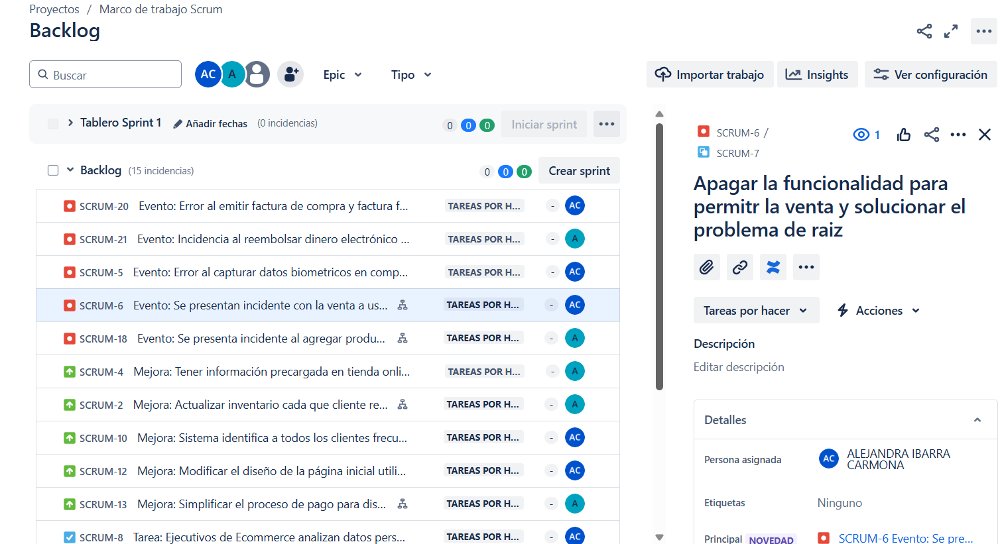 Proyectos / Marco de trabajo Scrum
Backlog
Buscar
AC A
Epic
Tipo
Importar trabajo
Insights
Ver configuración
Tablero Sprint 1 Añadir fechas (0 incidencias) 0 0 0 Iniciar sprint
Backlog (15 incidencias) 0 0 0 Crear sprint
SCRUM-20 Evento: Error al emitir factura de compra y factura f... TAREAS POR H... - AC
SCRUM-21 Evento: Incidencia al reembolsar dinero electrónico ... TAREAS POR H... - A
SCRUM-5 Evento: Error al capturar datos biometricos en comp... TAREAS POR H... - AC
SCRUM-6 Evento: Se presentan incidente con la venta a us... TAREAS POR H... - AC
SCRUM-18 Evento: Se presenta incidente al agregar produ... TAREAS POR H... - A
SCRUM-4 Mejora: Tener información precargada en tienda onli... TAREAS POR H... - A
SCRUM-2 Mejora: Actualizar inventario cada que cliente re... TAREAS POR H... - A
SCRUM-10 Mejora: Sistema identifica a todos los clientes frecu... TAREAS POR H... - AC
SCRUM-12 Mejora: Modificar el diseño de la página inicial utili... TAREAS POR H... - AC
SCRUM-13 Mejora: Simplificar el proceso de pago para dis... TAREAS POR H... - A
SCRUM-8 Tarea: Ejecutivos de Ecommerce analizan datos pers... TAREAS POR H... - AC
SCRUM-6 /
SCRUM-7
1
Apagar la funcionalidad para
permitr la venta y solucionar el
problema de raiz
Tareas por hacer
Acciones
Descripción
Editar descripción
Detalles
Persona asignada AC ALEJANDRA IBARRA
CARMONA
Etiquetas Ninguno
Principal NOVEDAD SCRUM-6 Evento: Se pre...